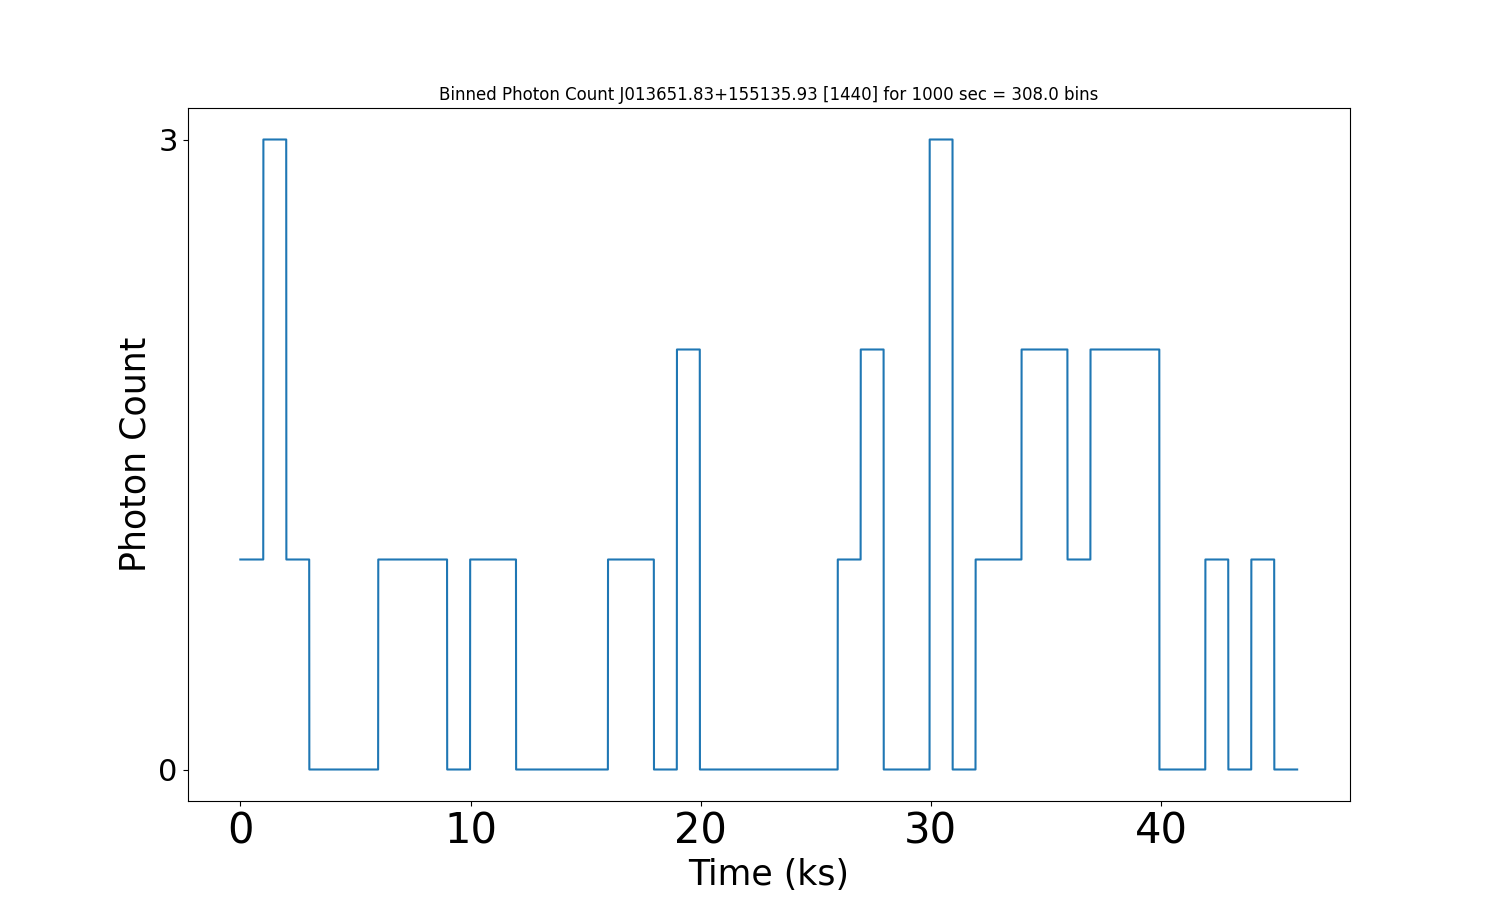 Binned Photon Count J013651.83+155135.93 [1440] for 1000 sec = 308.0 bins
3
Photon Count
0
0 10 20 30 40
Time (ks)